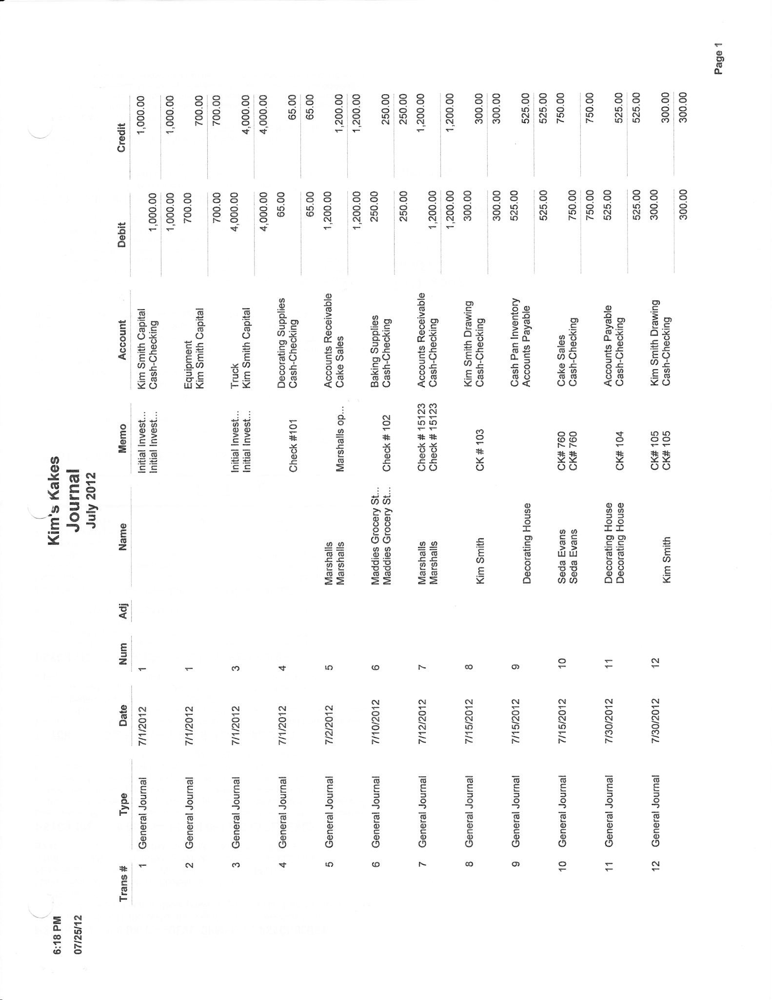 6:18 PM
Kim's Kakes
07/25/12
Journal
July 2012
Trans # Type Date Num Adj Name Memo Account Debit Credit
1 General Journal 7/1/2012 1 Initial Invest... Kim Smith Capital 1,000.00
Initial Invest... Cash-Checking 1,000.00
1,000.00 1,000.00
2 General Journal 7/1/2012 1 Equipment 700.00
Kim Smith Capital 700.00
700.00 700.00
3 General Journal 7/1/2012 3 Initial Invest... Truck 4,000.00
Initial Invest... Kim Smith Capital 4,000.00
4,000.00 4,000.00
4 General Journal 7/1/2012 4 Decorating Supplies 65.00
Check #101 Cash-Checking 65.00
65.00 65.00
5 General Journal 7/2/2012 5 Marshalls Accounts Receivable 1,200.00
Marshalls Marshalls op... Cake Sales 1,200.00
1,200.00 1,200.00
6 General Journal 7/10/2012 6 Maddies Grocery St... Baking Supplies 250.00
Maddies Grocery St... Check # 102 Cash-Checking 250.00
250.00 250.00
7 General Journal 7/12/2012 7 Marshalls Check # 15123 Accounts Receivable 1,200.00
Marshalls Check # 15123 Cash-Checking 1,200.00
1,200.00 1,200.00
8 General Journal 7/15/2012 8 Kim Smith Drawing 300.00
Kim Smith CK # 103 Cash-Checking 300.00
300.00 300.00
9 General Journal 7/15/2012 9 Cash Pan Inventory 525.00
Decorating House Accounts Payable 525.00
525.00 525.00
10 General Journal 7/15/2012 10 Seda Evans CK# 760 Cake Sales 750.00
Seda Evans CK# 760 Cash-Checking 750.00
750.00 750.00
11 General Journal 7/30/2012 11 Decorating House Accounts Payable 525.00
Decorating House CK# 104 Cash-Checking 525.00
525.00 525.00
12 General Journal 7/30/2012 12 CK# 105 Kim Smith Drawing 300.00
Kim Smith CK# 105 Cash-Checking 300.00
300.00 300.00
Page 1